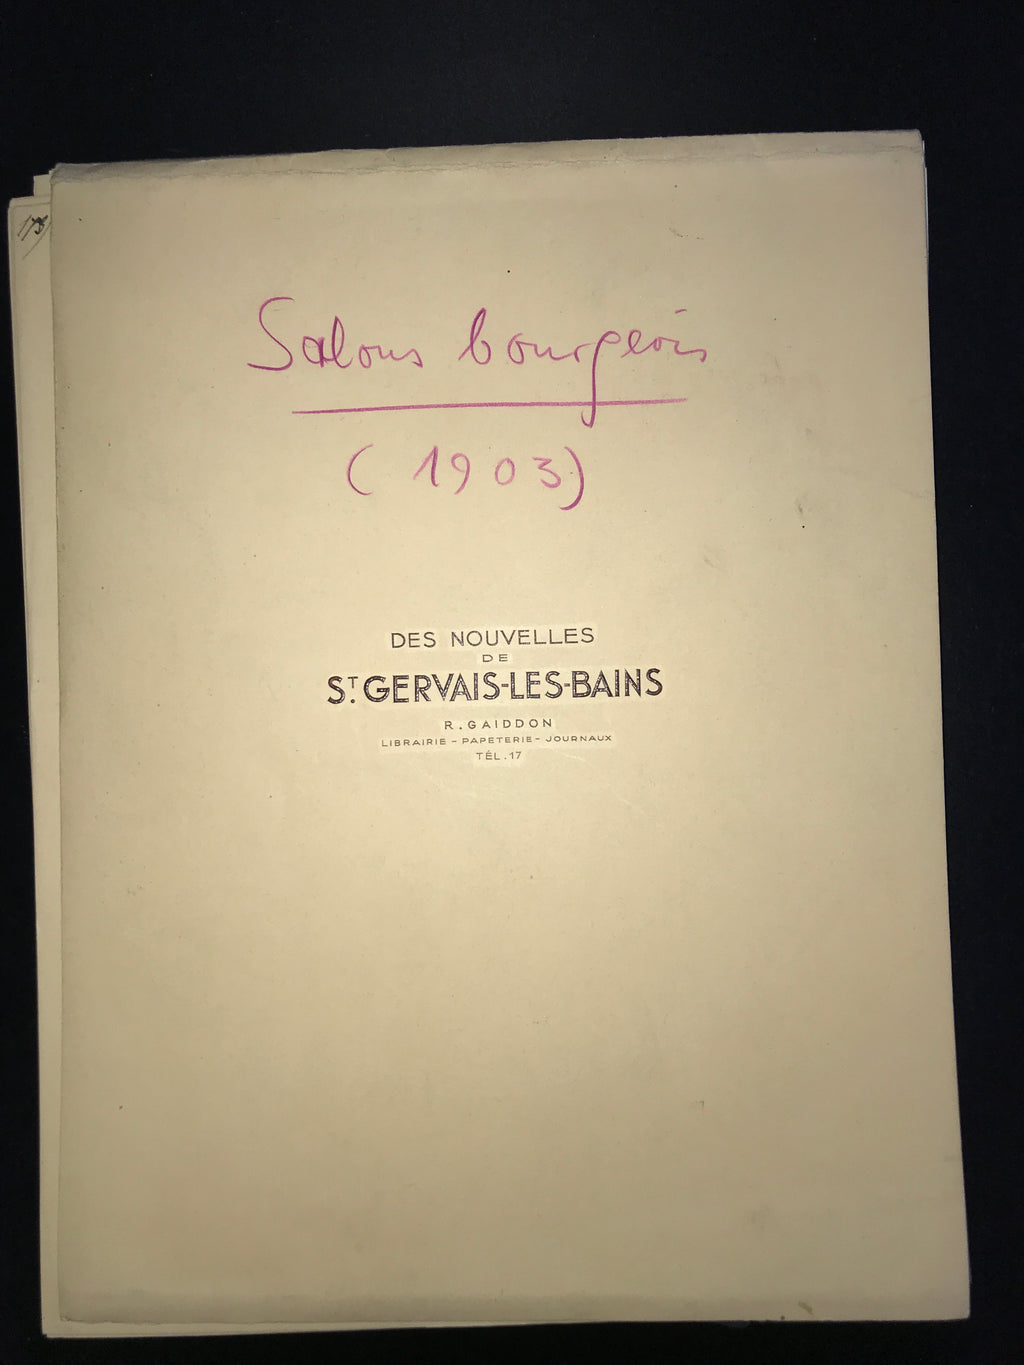 Salons bourgeois
(1903)
DES NOUVELLES
DE
ST. GERVAIS-LES-BAINS
R. GAIDDON
LIBRAIRIE - PAPETERIE - JOURNAUX
TÉL. 17